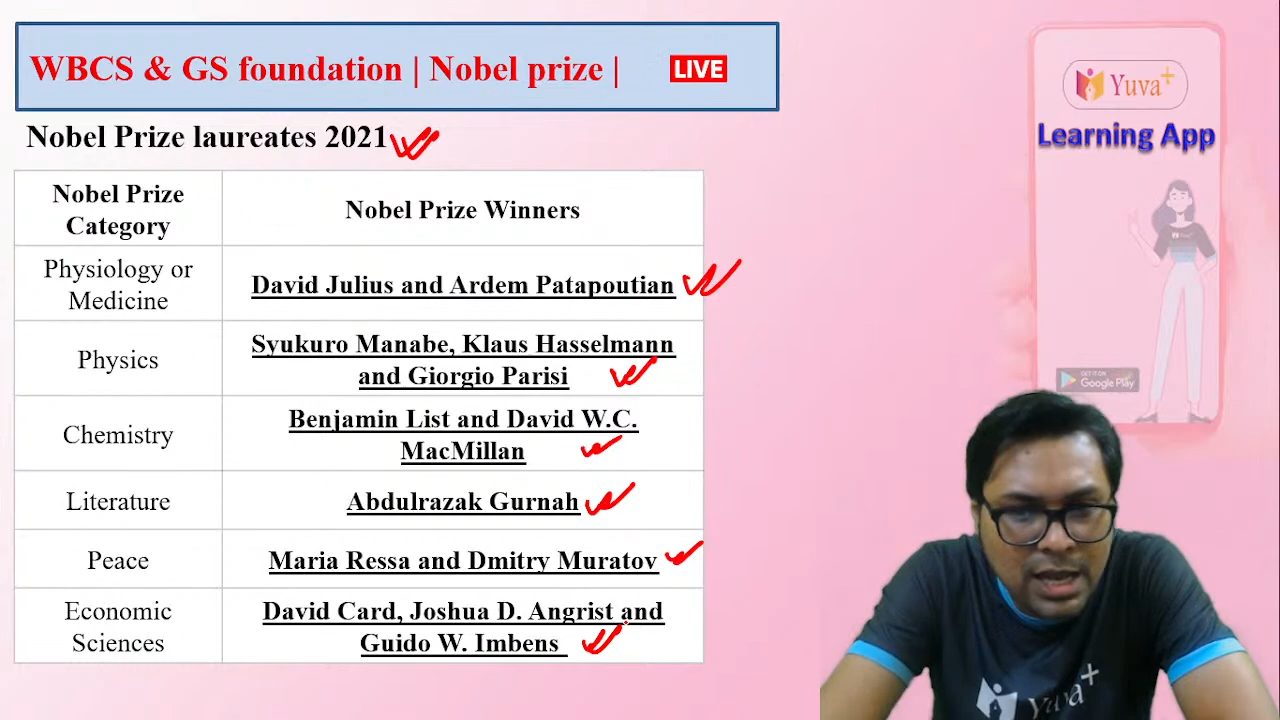 WBCS & GS foundation | Nobel prize |
LIVE
Yuva+
Learning App
Nobel Prize laureates 2021
Nobel Prize
Category
Nobel Prize Winners
Physiology or
Medicine
David Julius and Ardem Patapoutian
Physics
Syukuro Manabe, Klaus Hasselmann
and Giorgio Parisi
Chemistry
Benjamin List and David W.C.
MacMillan
Literature
Abdulrazak Gurnah
Peace
Maria Ressa and Dmitry Muratov
Economic
Sciences
David Card, Joshua D. Angrist and
Guido W. Imbens
GET IT ON
Google Play
Yuva+